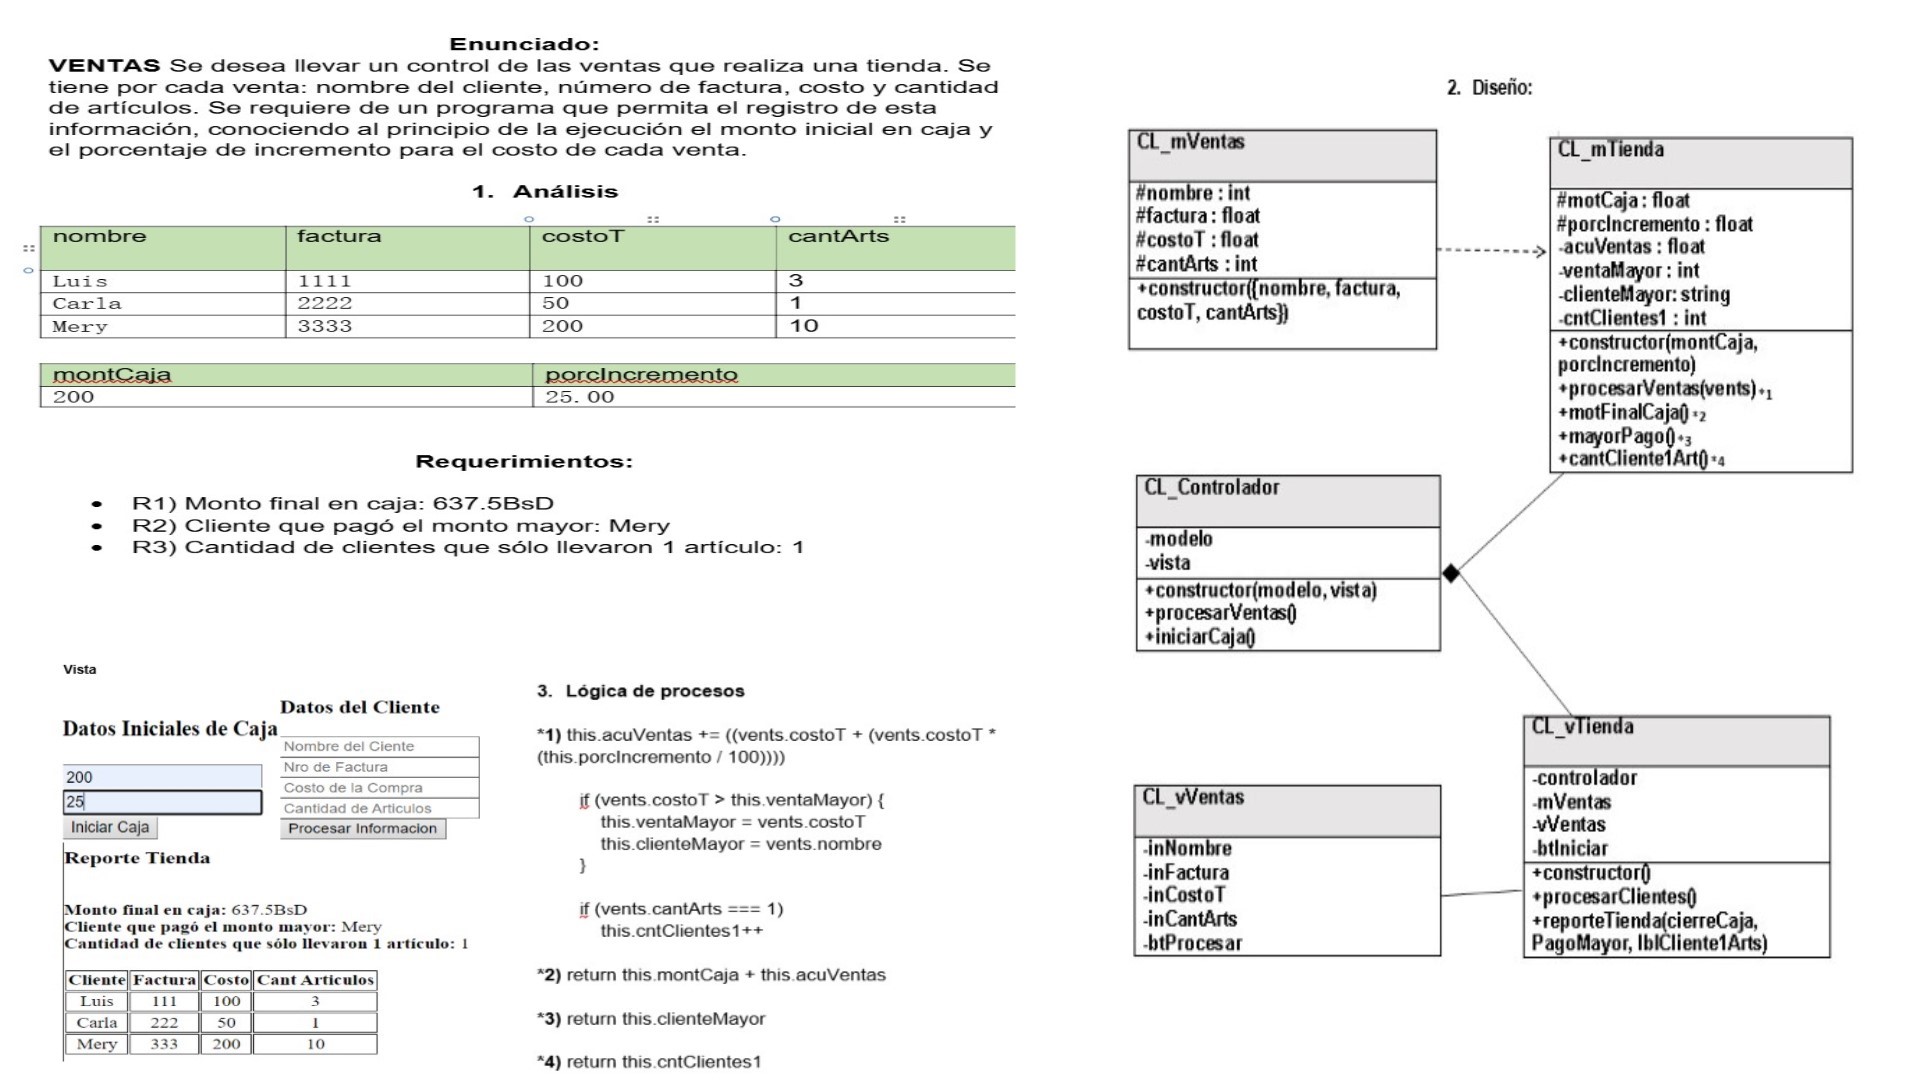 Enunciado:
VENTAS Se desea llevar un control de las ventas que realiza una tienda. Se
tiene por cada venta: nombre del cliente, número de factura, costo y cantidad
de artículos. Se requiere de un programa que permita el registro de esta
información, conociendo al principio de la ejecución el monto inicial en caja y
el porcentaje de incremento para el costo de cada venta.
1. Análisis
nombre factura costoT cantArts
Luis 1111 100 3
Carla 2222 50 1
Mery 3333 200 10
montCaja porcIncremento
200 25.00
Requerimientos:
• R1) Monto final en caja: 637.5BsD
• R2) Cliente que pagó el monto mayor: Mery
• R3) Cantidad de clientes que sólo llevaron 1 artículo: 1
Vista
Datos Iniciales de Caja
200
25
Iniciar Caja
Datos del Cliente
Nombre del Ciente
Nro de Factura
Costo de la Compra
Cantidad de Articulos
Procesar Informacion
Reporte Tienda
Monto final en caja: 637.5BsD
Cliente que pagó el monto mayor: Mery
Cantidad de clientes que sólo llevaron 1 artículo: 1
Cliente Factura Costo Cant Articulos
Luis 111 100 3
Carla 222 50 1
Mery 333 200 10
3. Lógica de procesos
*1) this.acuVentas += ((vents.costoT + (vents.costoT *
(this.porcIncremento / 100))))
if (vents.costoT > this.ventaMayor) {
this.ventaMayor = vents.costoT
this.clienteMayor = vents.nombre
}
if (vents.cantArts === 1)
this.cntClientes1++
*2) return this.montCaja + this.acuVentas
*3) return this.clienteMayor
*4) return this.cntClientes1
2. Diseño:
CL_mVentas
#nombre : int
#factura : float
#costoT : float
#cantArts : int
+constructor({nombre, factura,
costoT, cantArts})
CL_mTienda
#motCaja : float
#porcIncremento : float
-acuVentas : float
-ventaMayor : int
-clienteMayor: string
-cntClientes1 : int
+constructor(montCaja,
porcIncremento)
+procesarVentas(vents)*1
+motFinalCaja()*2
+mayorPago()*3
+cantCliente1Art()*4
CL_Controlador
-modelo
-vista
+constructor(modelo, vista)
+procesarVentas()
+iniciarCaja()
CL_vVentas
-inNombre
-inFactura
-inCostoT
-inCantArts
-btProcesar
CL_vTienda
-controlador
-mVentas
-vVentas
-btIniciar
+constructor()
+procesarClientes()
+reporteTienda(cierreCaja,
PagoMayor, lblCliente1Arts)